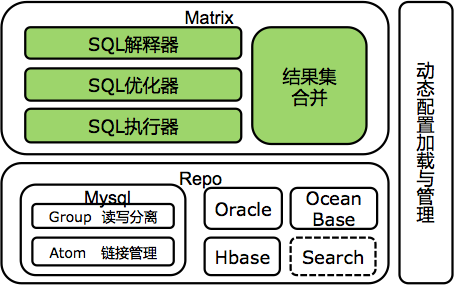 Matrix
SQL解释器
SQL优化器
SQL执行器
结果集
合并
动态配置加载与管理
Repo
Mysql
Group 读写分离
Atom 链接管理
Oracle
Ocean
Base
Hbase
Search